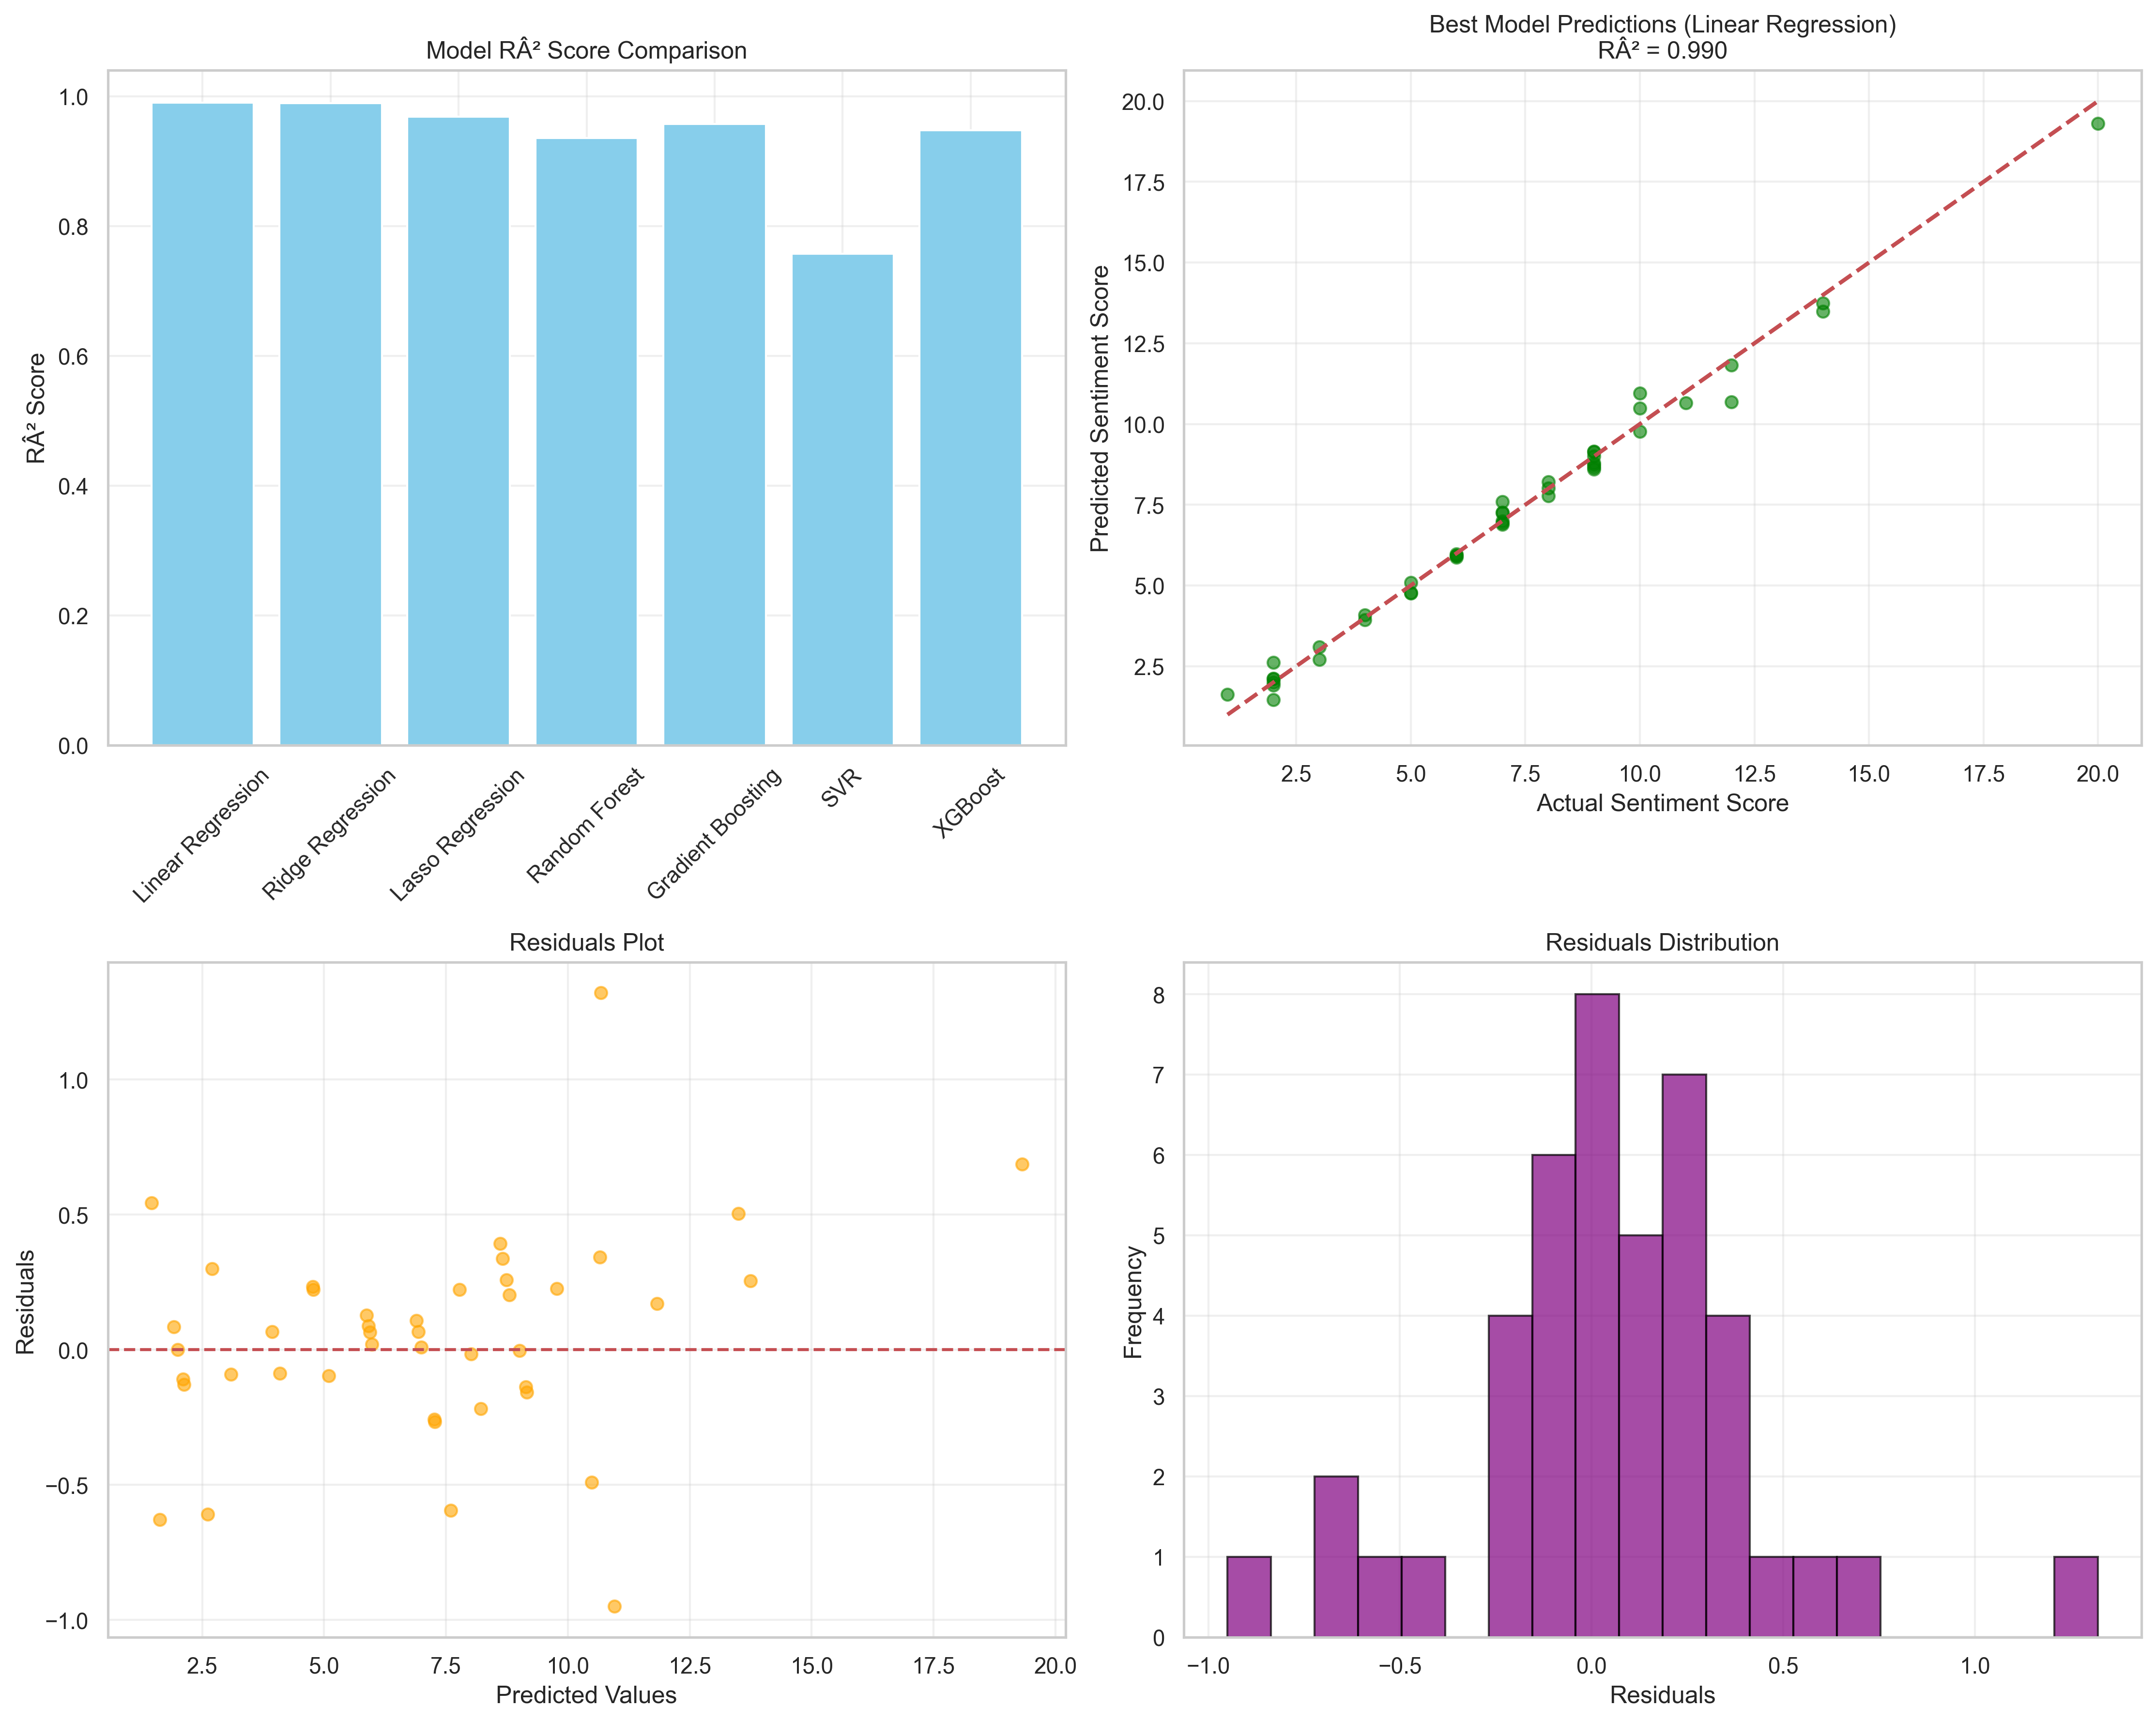 Model RÂ² Score Comparison
RÂ² Score
1.0
0.8
0.6
0.4
0.2
0.0
Linear Regression
Ridge Regression
Lasso Regression
Random Forest
Gradient Boosting
SVR
XGBoost
Best Model Predictions (Linear Regression)
RÂ² = 0.990
Predicted Sentiment Score
20.0
17.5
15.0
12.5
10.0
7.5
5.0
2.5
2.5 5.0 7.5 10.0 12.5 15.0 17.5 20.0
Actual Sentiment Score
Residuals Plot
Residuals
1.0
0.5
0.0
−0.5
−1.0
2.5 5.0 7.5 10.0 12.5 15.0 17.5 20.0
Predicted Values
Residuals Distribution
Frequency
8
7
6
5
4
3
2
1
0
−1.0 −0.5 0.0 0.5 1.0
Residuals